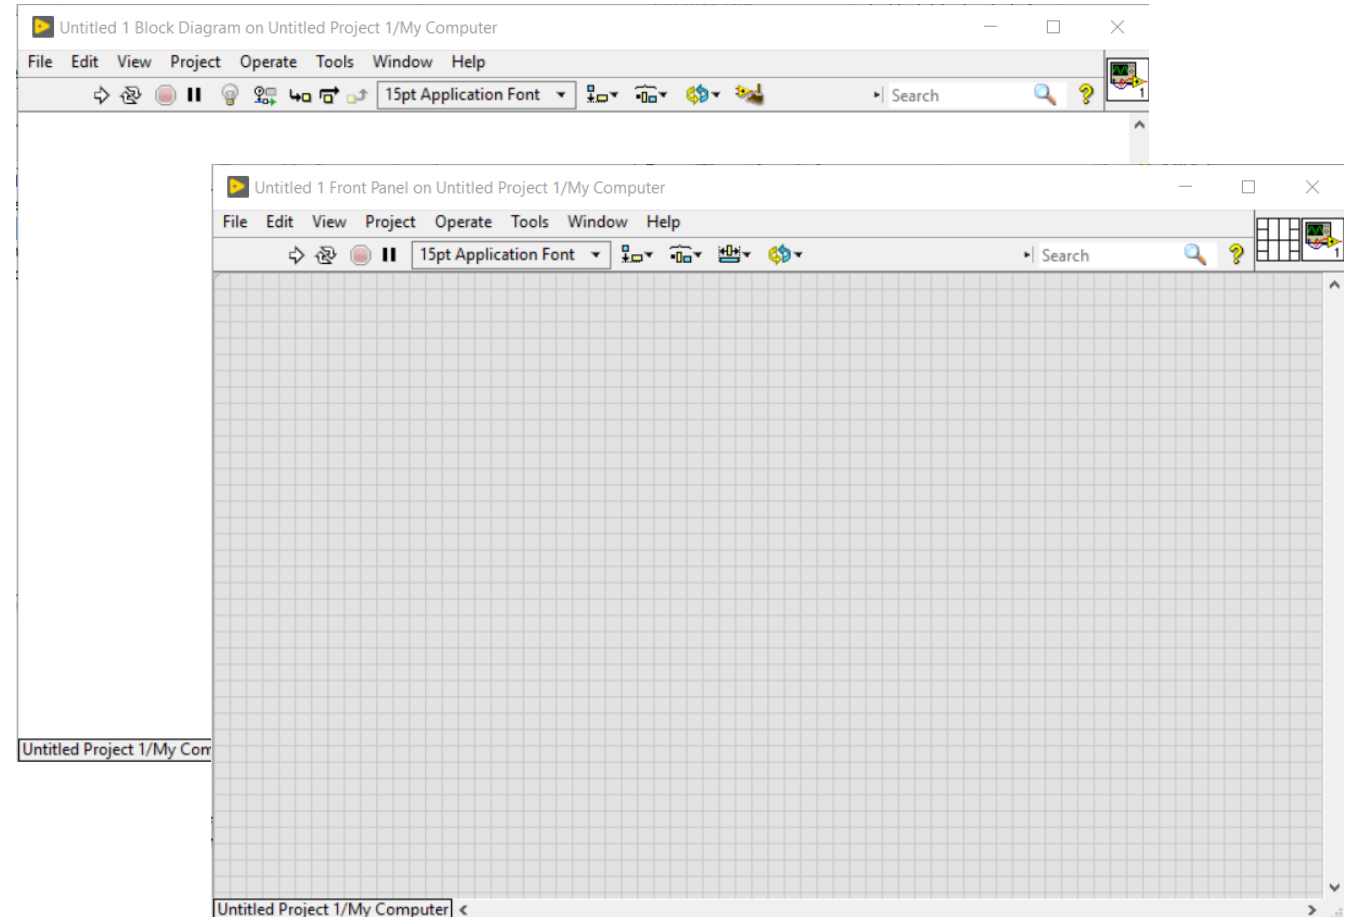 Untitled 1 Block Diagram on Untitled Project 1/My Computer
File Edit View Project Operate Tools Window Help
15pt Application Font Search
1
Untitled 1 Front Panel on Untitled Project 1/My Computer
File Edit View Project Operate Tools Window Help
15pt Application Font Search
1
Untitled Project 1/My Com
Untitled Project 1/My Computer